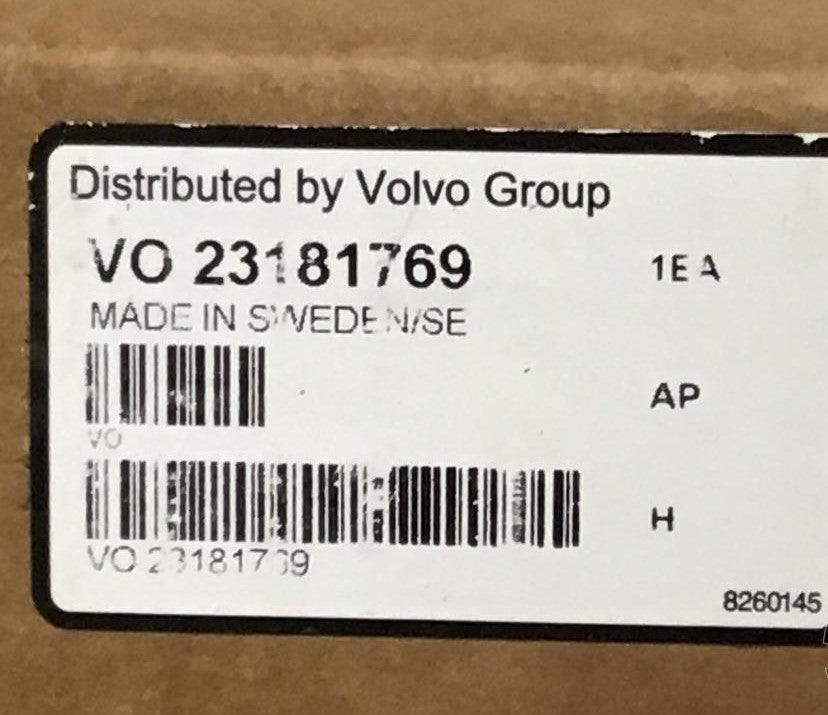 Distributed by Volvo Group
VO 23181769
1EA
MADE IN SWEDEN/SE
AP
VO
H
VO 23181769
8260145